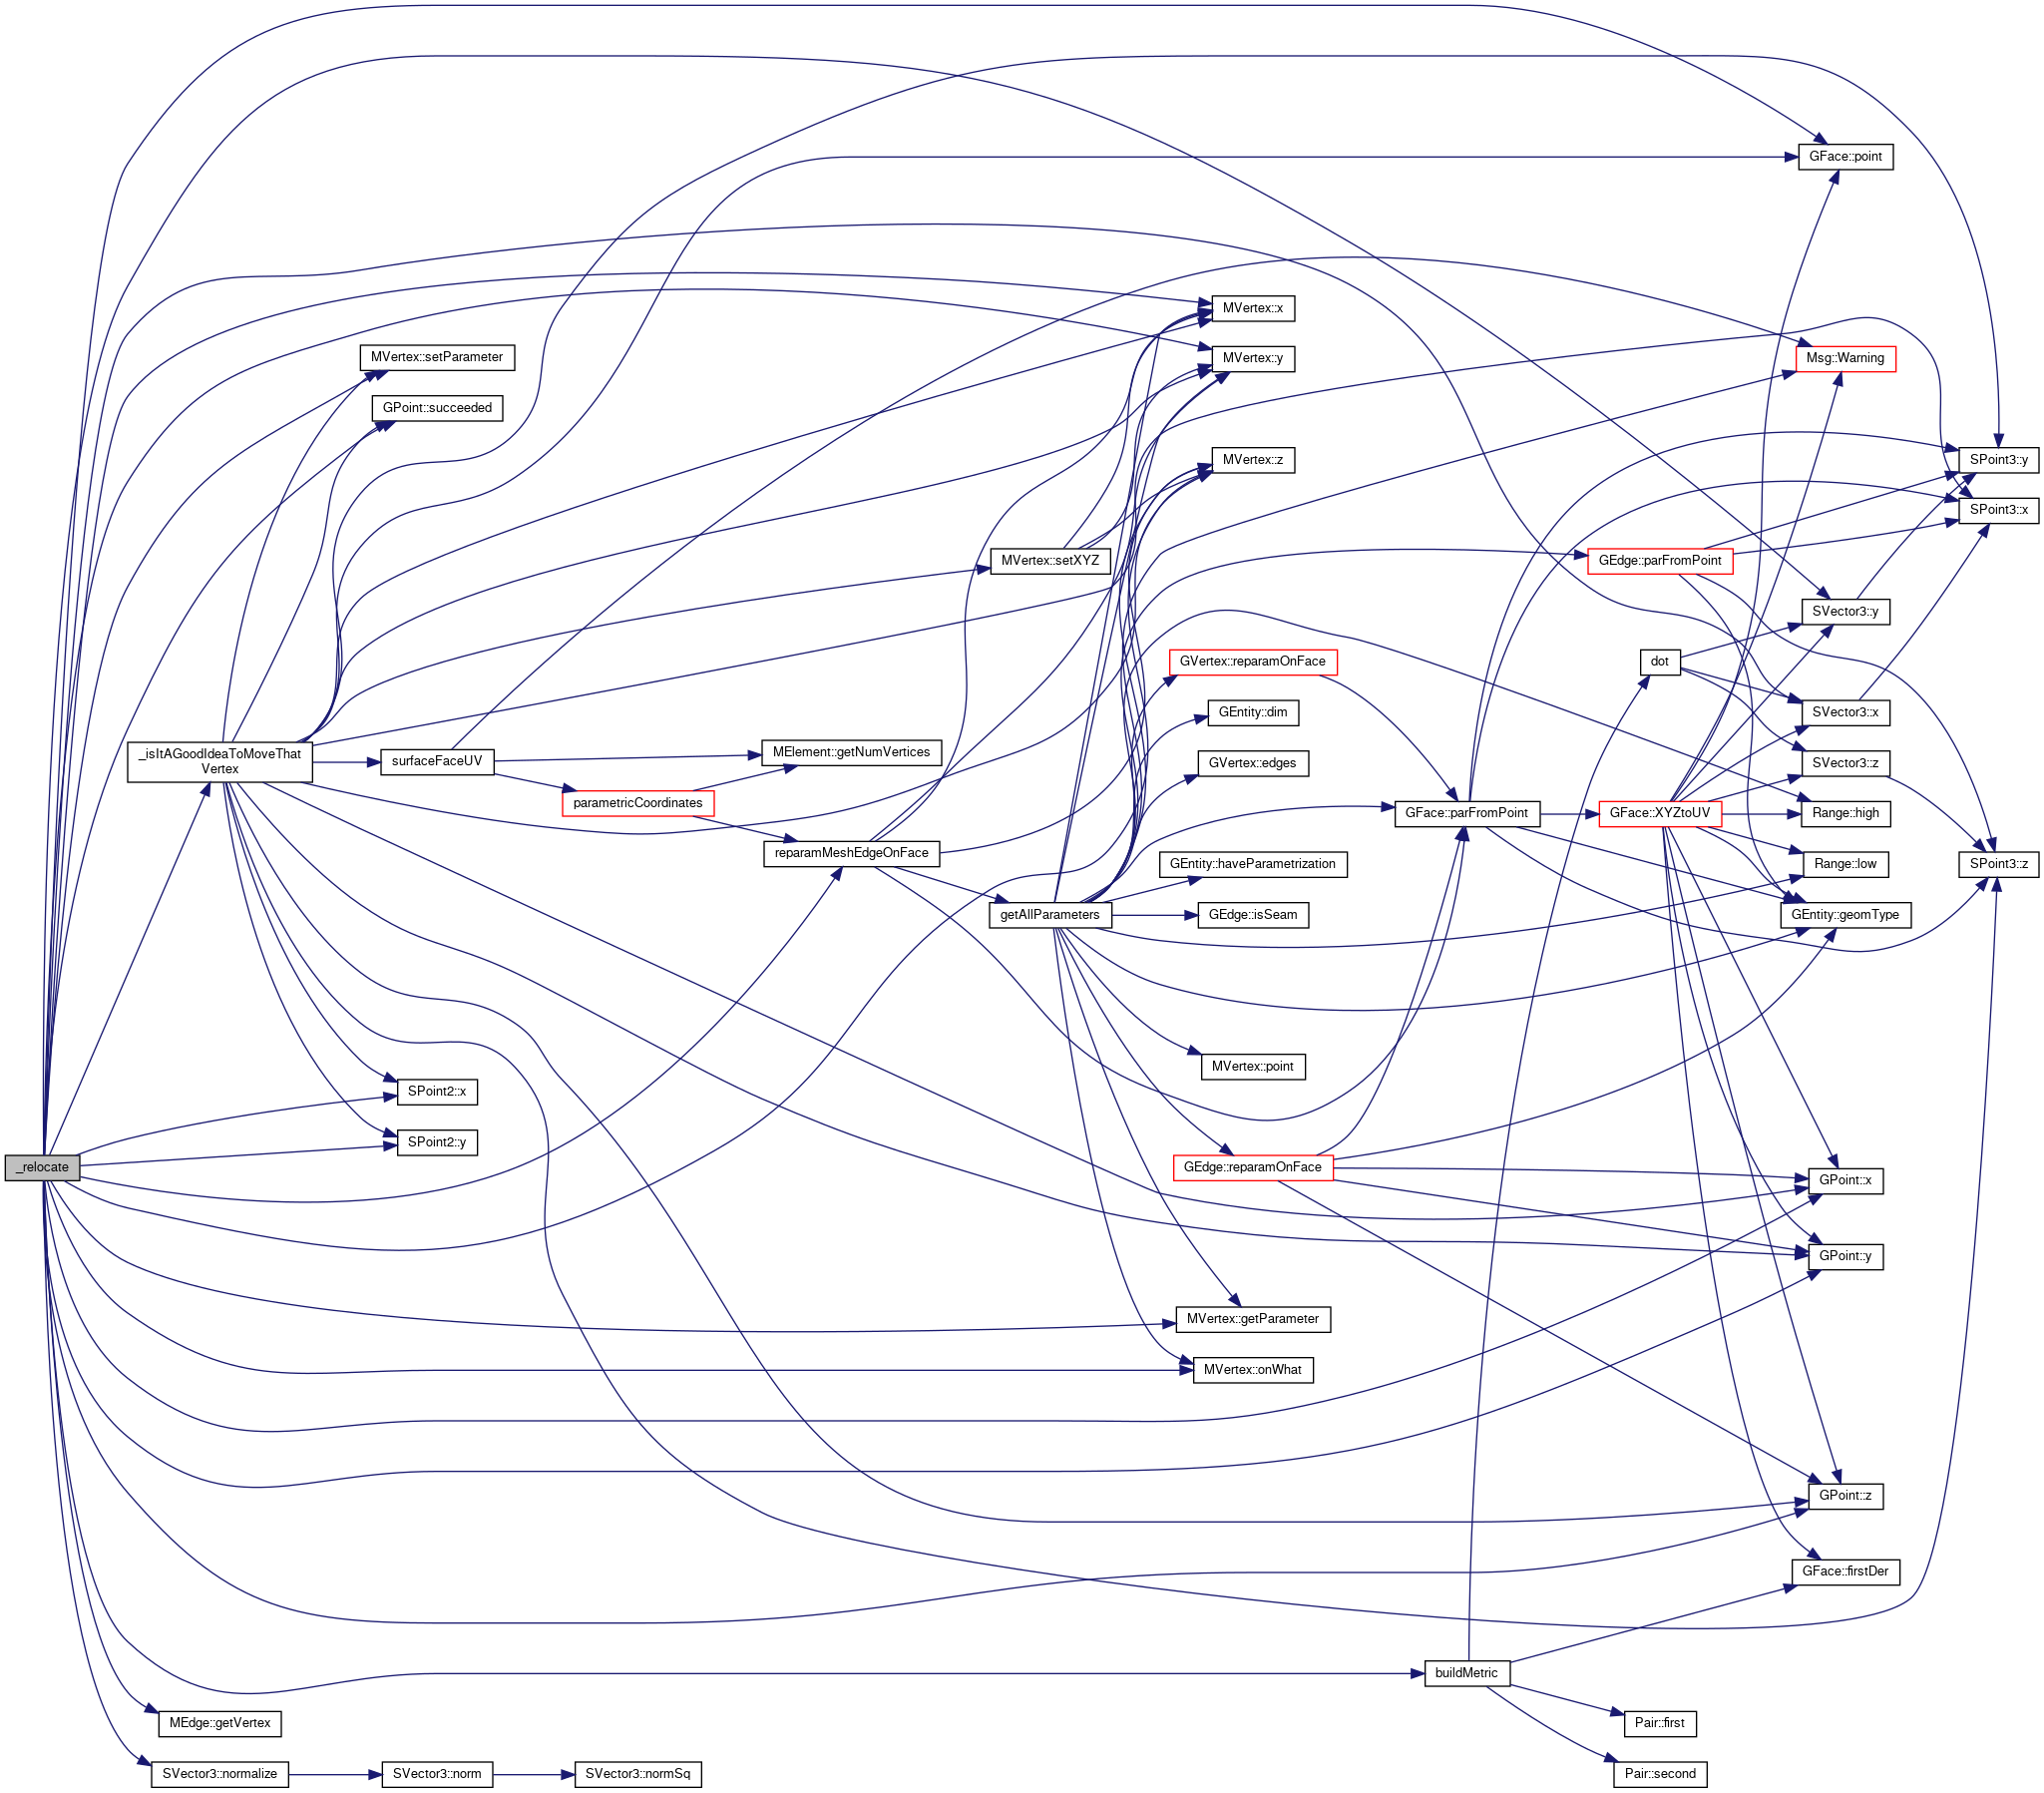 GFace::point
MVertex::x
MVertex::setParameter
MVertex::y
Msg::Warning
GPoint::succeeded
MVertex::z
SPoint3::y
SPoint3::x
MVertex::setXYZ
GEdge::parFromPoint
SVector3::y
GVertex::reparamOnFace
dot
GEntity::dim
SVector3::x
_isItAGoodIdeaToMoveThat
Vertex
surfaceFaceUV
MElement::getNumVertices
GVertex::edges
SVector3::z
parametricCoordinates
GFace::parFromPoint
GFace::XYZtoUV
Range::high
reparamMeshEdgeOnFace
GEntity::haveParametrization
Range::low
SPoint3::z
getAllParameters
GEdge::isSeam
GEntity::geomType
MVertex::point
SPoint2::x
SPoint2::y
_relocate
GEdge::reparamOnFace
GPoint::x
GPoint::y
MVertex::getParameter
MVertex::onWhat
GPoint::z
GFace::firstDer
buildMetric
MEdge::getVertex
Pair::first
SVector3::normalize
SVector3::norm
SVector3::normSq
Pair::second